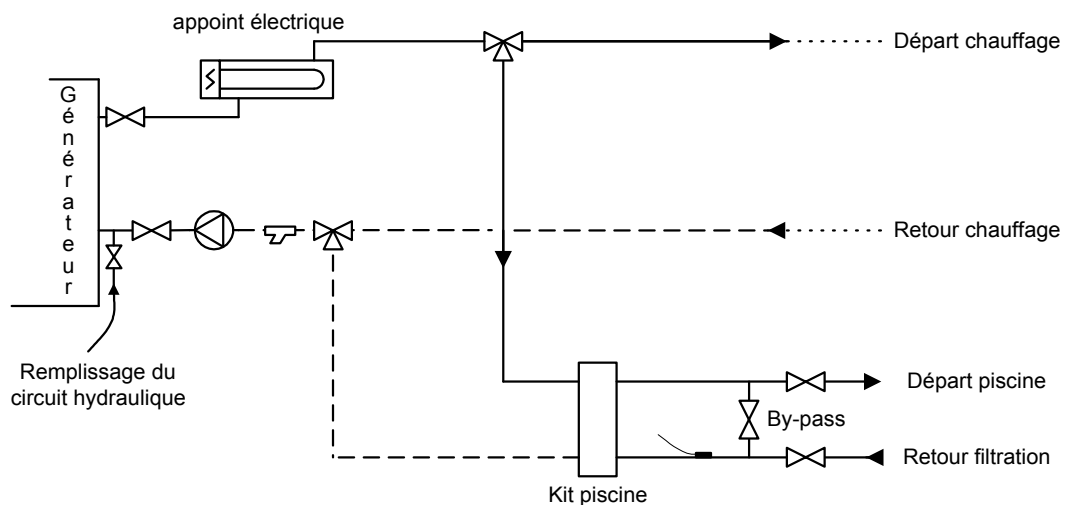 appoint électrique
Départ chauffage
Générateur
Retour chauffage
Remplissage du
circuit hydraulique
Départ piscine
By-pass
Retour filtration
Kit piscine